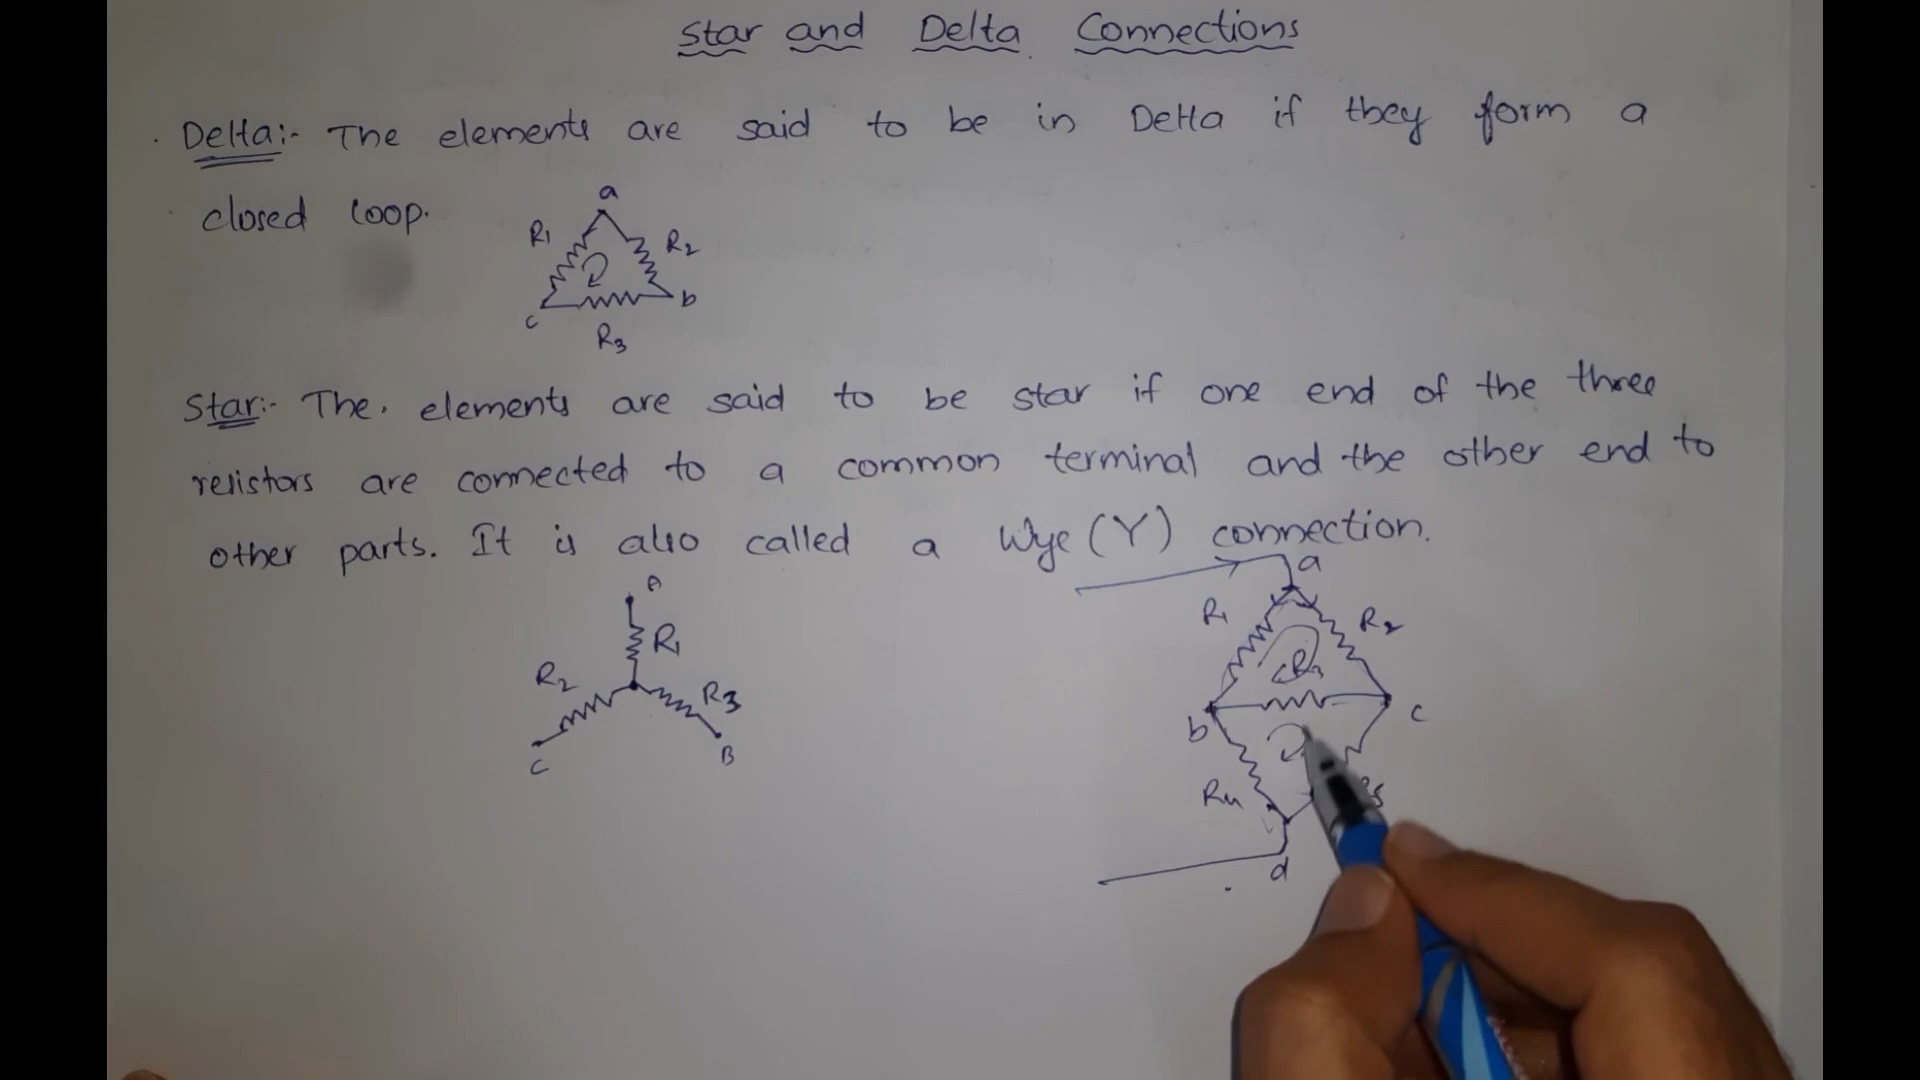 Star and Delta Connections
Delta:- The elements are said to be in Delta if they form a
closed loop.
a
R1
R2
c
b
R3
Star:- The elements are said to be star if one end of the three
resistors are connected to a common terminal and the other end to
other parts. It is also called a Wye (Y) connection.
A
R1
R2
R3
C
B
a
R1
R2
R3
b
c
R4
d